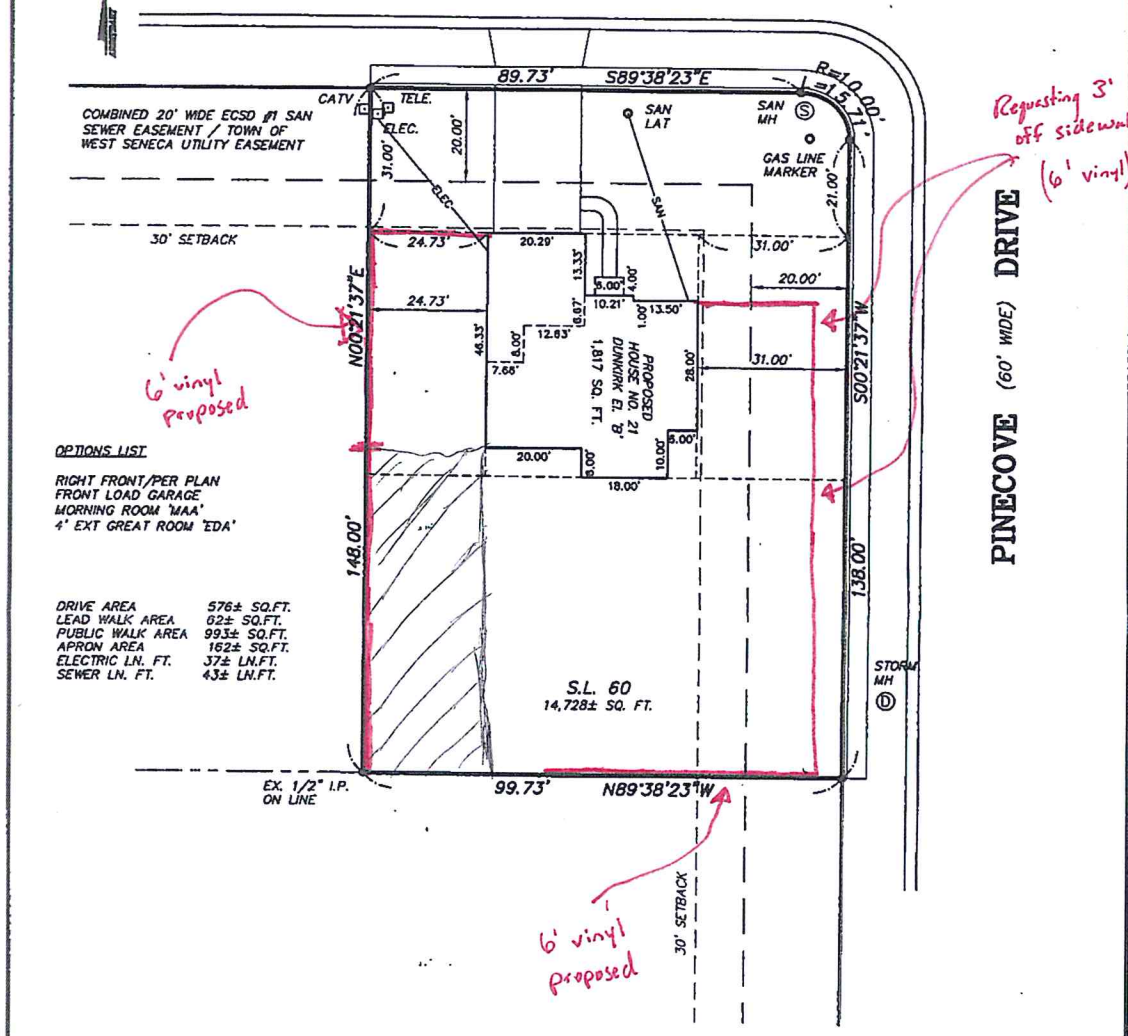 89.73' S89°38'23"E
R=10.00'
=15.71'
CATV
TELE.
ELEC.
SAN
LAT
SAN
MH
S
GAS LINE
MARKER
COMBINED 20' WIDE ECSD #1 SAN
SEWER EASEMENT / TOWN OF
WEST SENECA UTILITY EASEMENT
31.00'
20.00'
ELEC
SAN
21.00'
Requsting 3'
off sidewal
(6' vinyl)
30' SETBACK
24.73'
20.29'
31.00'
13.33'
5.00'
4.00'
20.00'
24.73'
10.21'
13.50'
6.67'
1.00'
12.63'
8.00'
46.33'
7.66'
31.00'
28.00'
PROPOSED
HOUSE NO. 21
DUNKIRK El. 'B'
1,817 SQ. FT.
N00°21'37"E
S00°21'37"W
PINECOVE (60' WIDE) DRIVE
6' vinyl
proposed
6.00'
20.00'
10.00'
18.00'
OPTIONS LIST
RIGHT FRONT/PER PLAN
FRONT LOAD GARAGE
MORNING ROOM 'MAA'
4' EXT GREAT ROOM 'EDA'
148.00'
138.00'
DRIVE AREA 576± SQ.FT.
LEAD WALK AREA 62± SQ.FT.
PUBLIC WALK AREA 993± SQ.FT.
APRON AREA 162± SQ.FT.
ELECTRIC LN. FT. 37± LN.FT.
SEWER LN. FT. 43± LN.FT.
S.L. 60
14,728± SQ. FT.
STORM
MH
D
EX. 1/2" I.P.
ON LINE
99.73' N89°38'23"W
30' SETBACK
6' vinyl
proposed